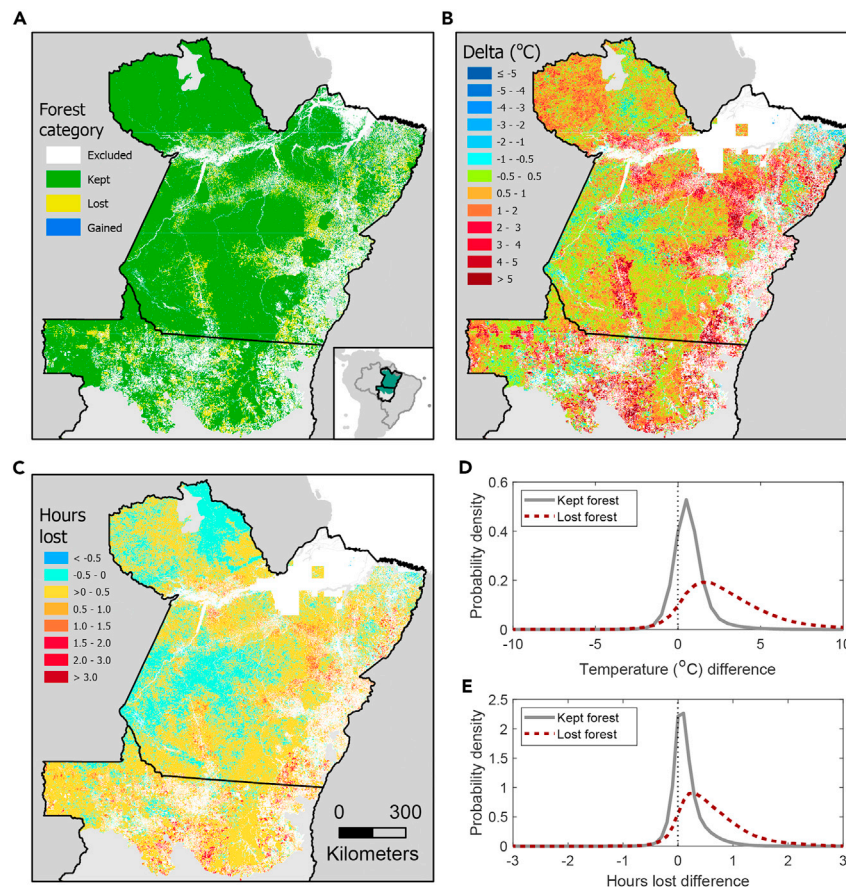 A
Forest
category
Excluded
Kept
Lost
Gained
B
Delta (°C)
≤ -5
-5 - -4
-4 - -3
-3 - -2
-2 - -1
-1 - -0.5
-0.5 - 0.5
0.5 - 1
1 - 2
2 - 3
3 - 4
4 - 5
> 5
C
Hours
lost
< -0.5
-0.5 - 0
>0 - 0.5
0.5 - 1.0
1.0 - 1.5
1.5 - 2.0
2.0 - 3.0
> 3.0
0 300
Kilometers
D
Probability density
0.6
0.4
0.2
0
Kept forest
Lost forest
-10 -5 0 5 10
Temperature (°C) difference
E
Probability density
2.5
2
1.5
1
0.5
0
Kept forest
Lost forest
-3 -2 -1 0 1 2 3
Hours lost difference